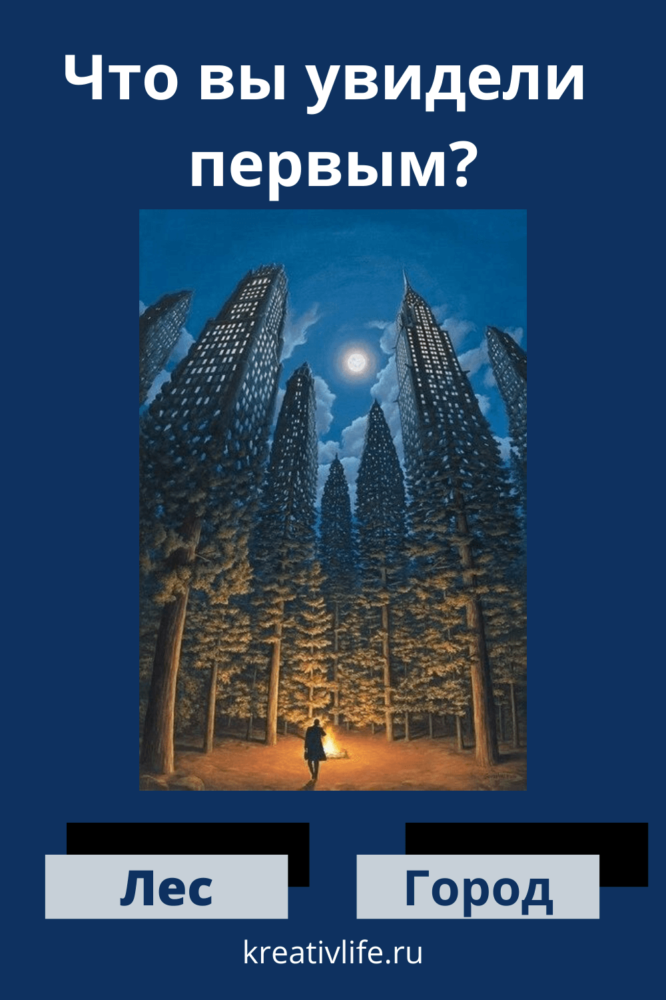 Что вы увидели
первым?
Лес
Город
kreativlife.ru